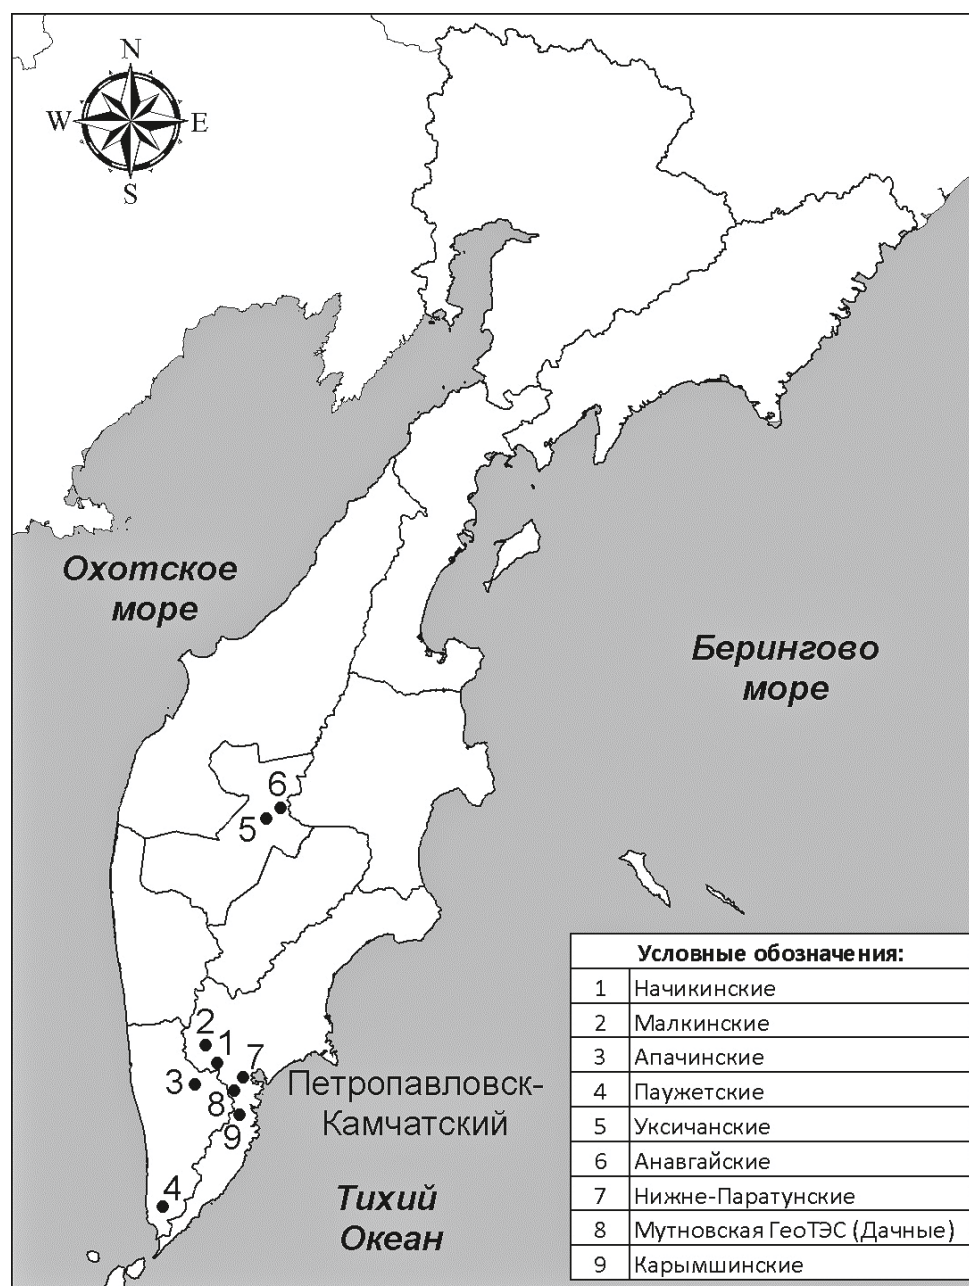 N
W
E
S
Охотское
море
Берингово
море
6
5
2
1
7
3
8
9
4
Петропавловск-
Камчатский
Тихий
Океан
Условные обозначения:
1 Начикинские
2 Малкинские
3 Апачинские
4 Паужетские
5 Уксичанские
6 Анавгайские
7 Нижне-Паратунские
8 Мутновская ГеоТЭС (Дачные)
9 Карымшинские